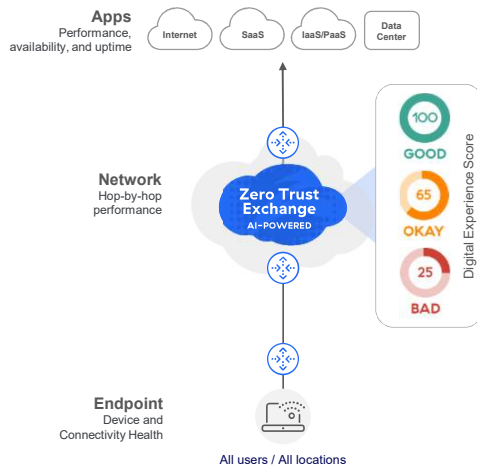 Apps
Performance,
availability, and uptime
Internet
SaaS
IaaS/PaaS
Data
Center
Network
Hop-by-hop
performance
Zero Trust
Exchange
AI-POWERED
100
GOOD
65
OKAY
25
BAD
Digital Experience Score
Endpoint
Device and
Connectivity Health
All users / All locations